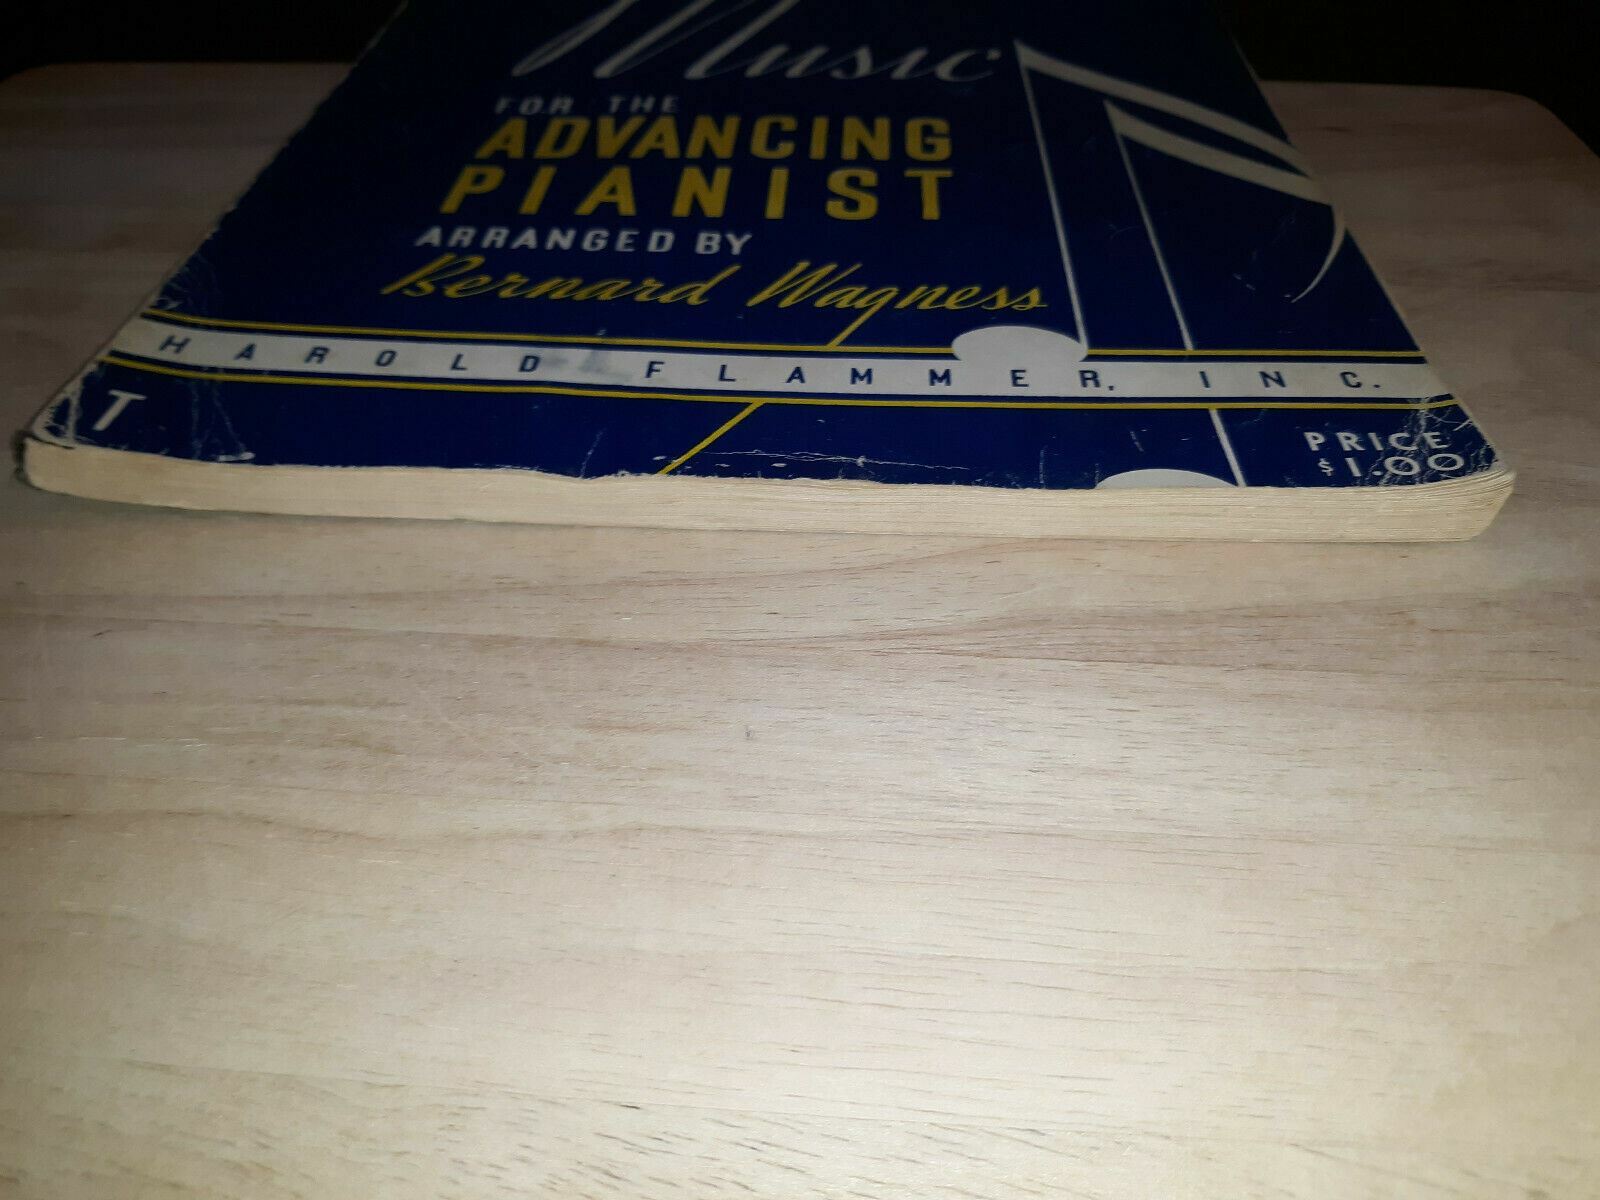 Music
FOR THE
ADVANCING
PIANIST
ARRANGED BY
Bernard Wagness
HAROLD FLAMMER, INC.
T
PRICE
$1.00